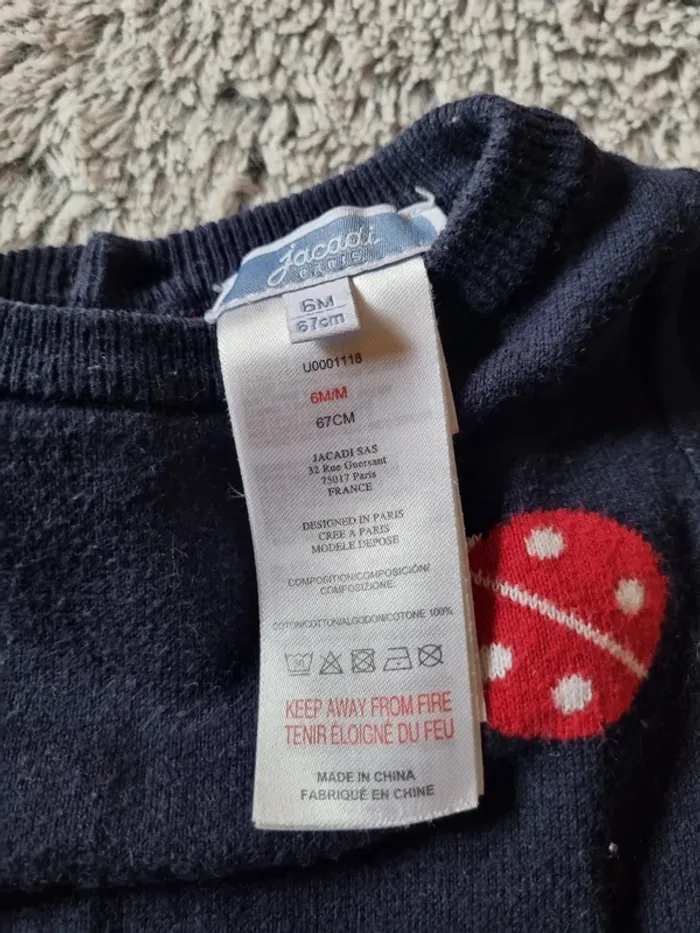 jacadi
PARIS
6M
67cm
U0001118
6M/M
67CM
JACADI SAS
32 Rue Guersant
75017 Paris
FRANCE
DESIGNED IN PARIS
CREE A PARIS
MODELE DEPOSE
COMPOSITION/COMPOSICIÓN/
COMPOSIZIONE:
COTON/COTTON/ALGODON/COTONE 100%
30
KEEP AWAY FROM FIRE
TENIR ÉLOIGNÉ DU FEU
MADE IN CHINA
FABRIQUÉ EN CHINE